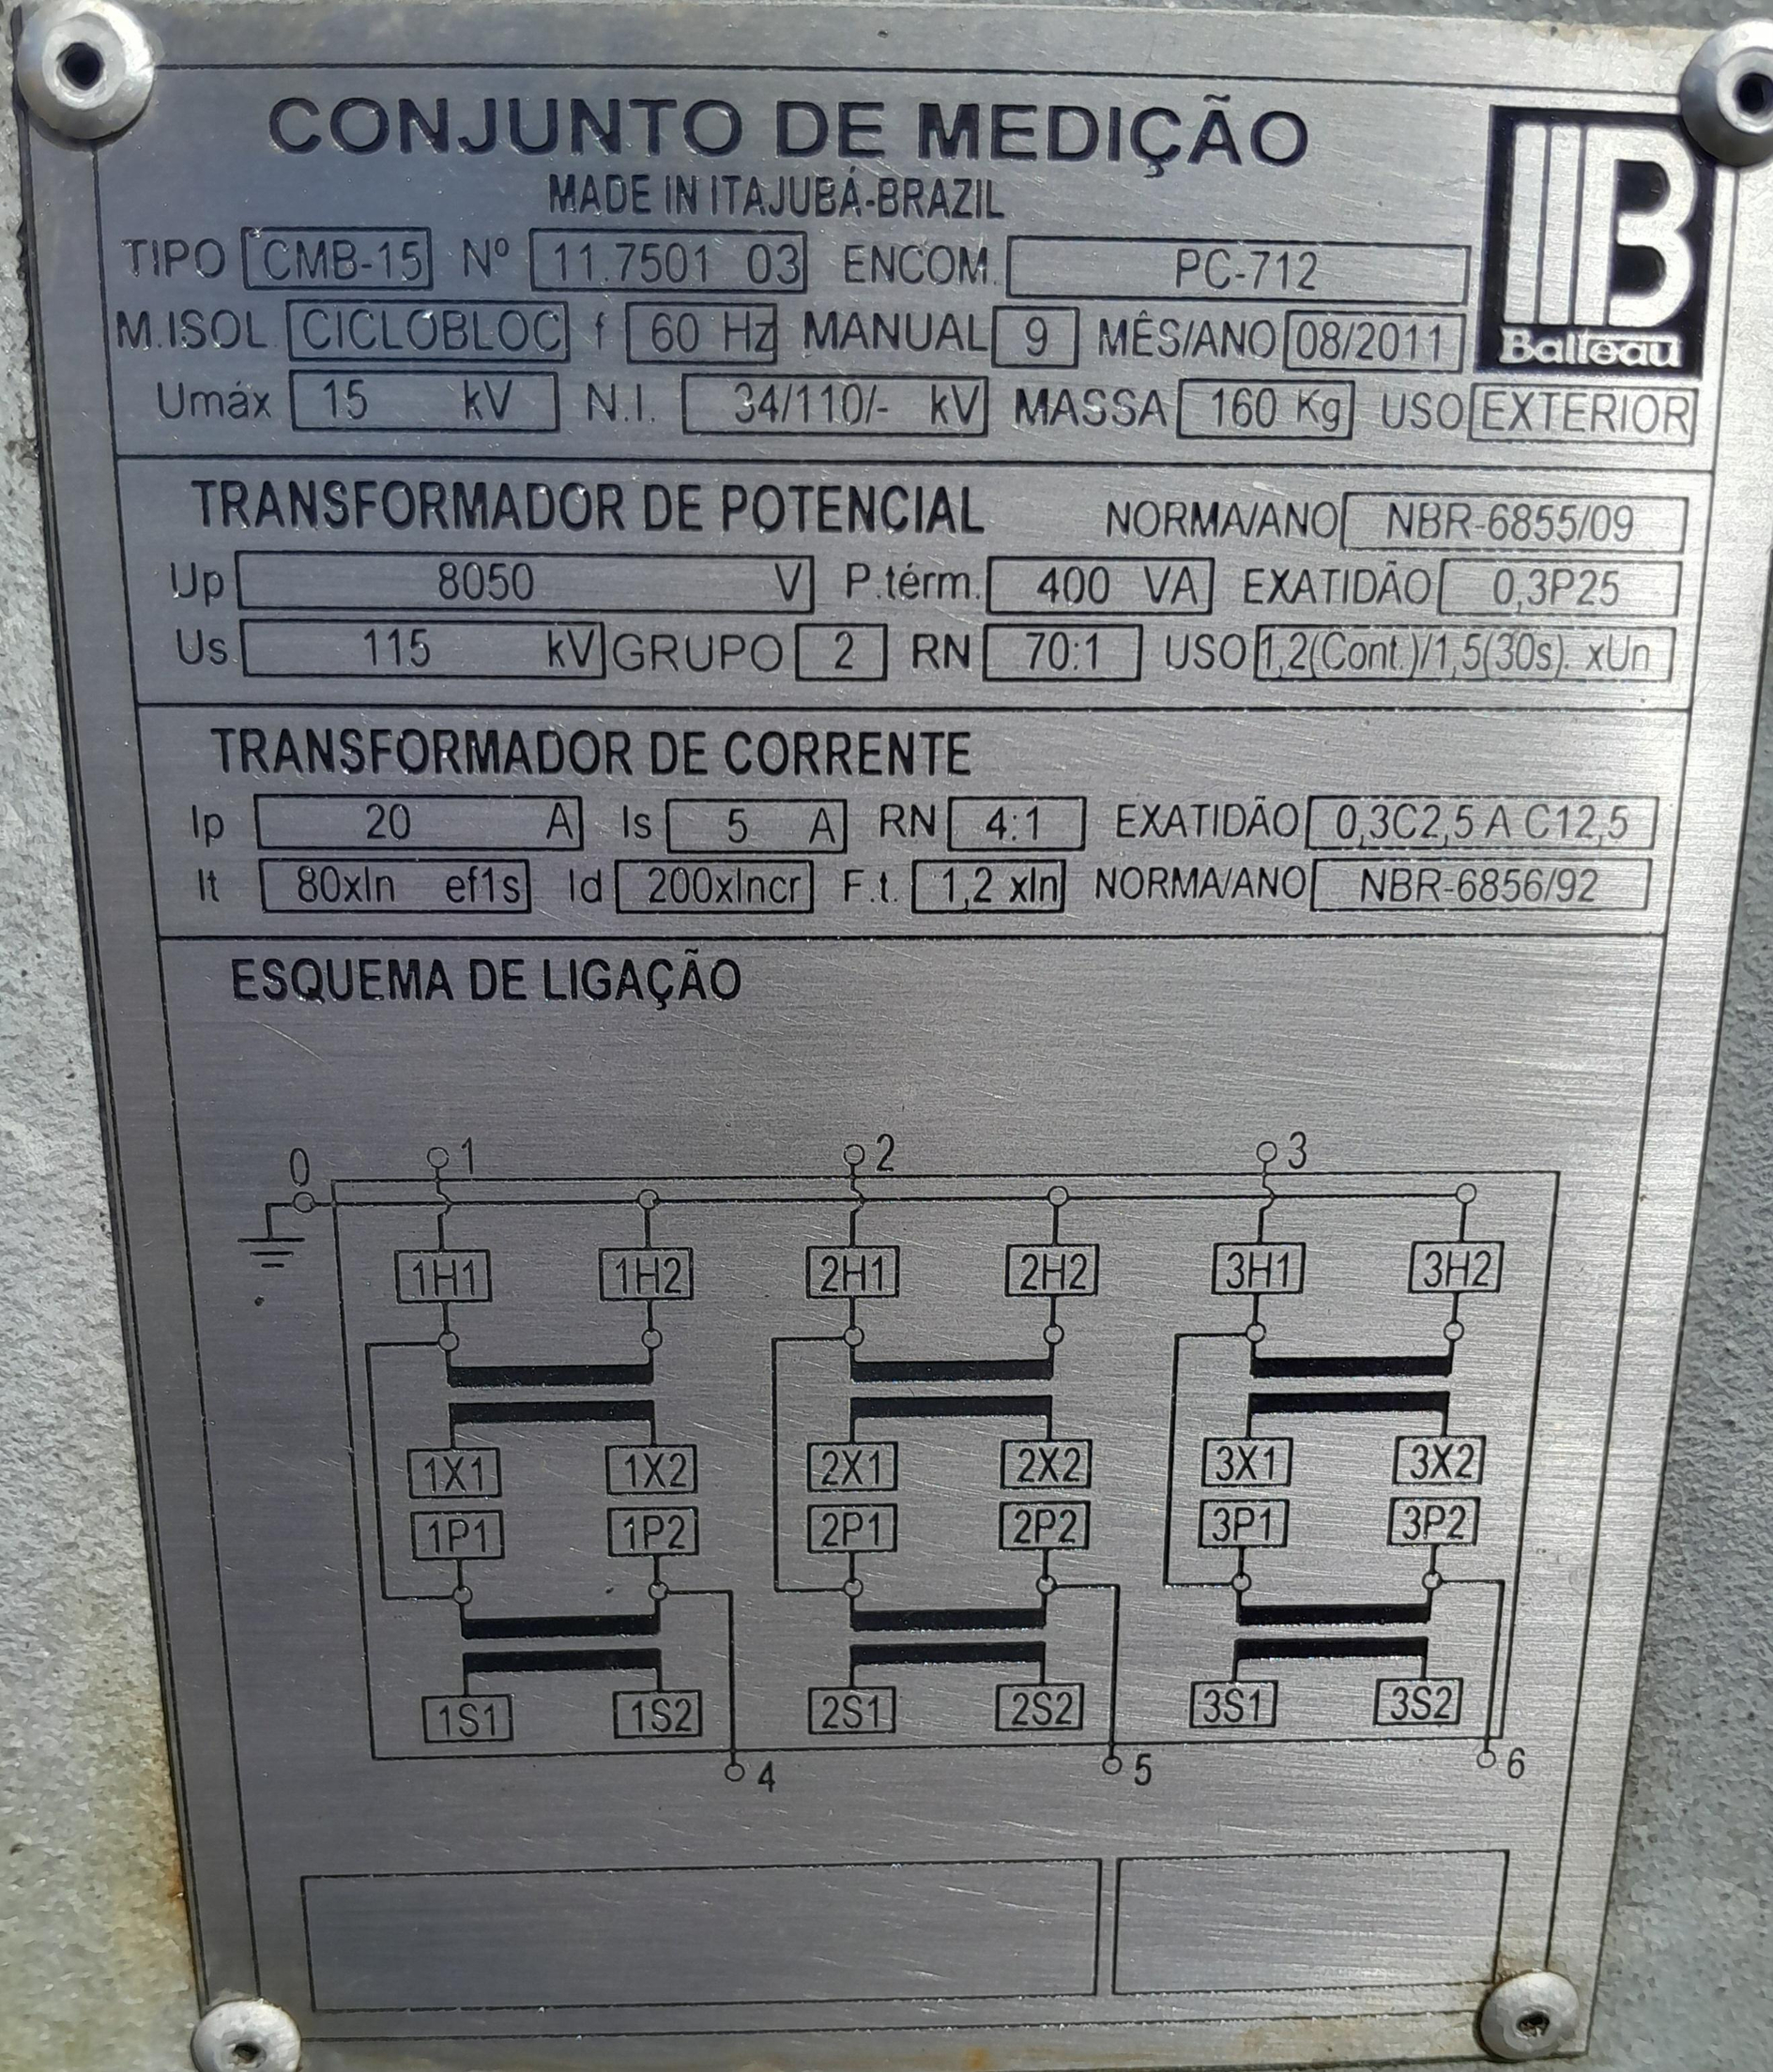 CONJUNTO DE MEDIÇÃO
MADE IN ITAJUBÁ-BRAZIL
B
Balteau
TIPO CMB-15 Nº 11.7501 03 ENCOM. PC-712
M.ISOL. CICLOBLOC f 60 Hz MANUAL 9 MÊS/ANO 08/2011
Umáx 15 kV N.I. 34/110/- kV MASSA 160 Kg USO EXTERIOR
TRANSFORMADOR DE POTENCIAL NORMA/ANO NBR-6855/09
Up 8050 V P.térm. 400 VA EXATIDÃO 0,3P25
Us 115 kV GRUPO 2 RN 70:1 USO 1,2(Cont.)/1,5(30s). xUn
TRANSFORMADOR DE CORRENTE
Ip 20 A Is 5 A RN 4:1 EXATIDÃO 0,3C2,5 A C12,5
It 80xIn ef1s Id 200xIncr F.t. 1,2 xIn NORMA/ANO NBR-6856/92
ESQUEMA DE LIGAÇÃO
0 1 2 3
1H1 1H2 2H1 2H2 3H1 3H2
1X1 1X2 2X1 2X2 3X1 3X2
1P1 1P2 2P1 2P2 3P1 3P2
1S1 1S2 2S1 2S2 3S1 3S2
4 5 6